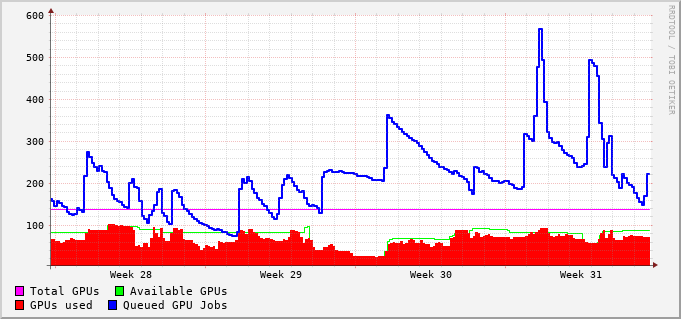 RRDTOOL / TOBI OETIKER
600
500
400
300
200
100
Week 28 Week 29 Week 30 Week 31
Total GPUs Available GPUs
GPUs used Queued GPU Jobs